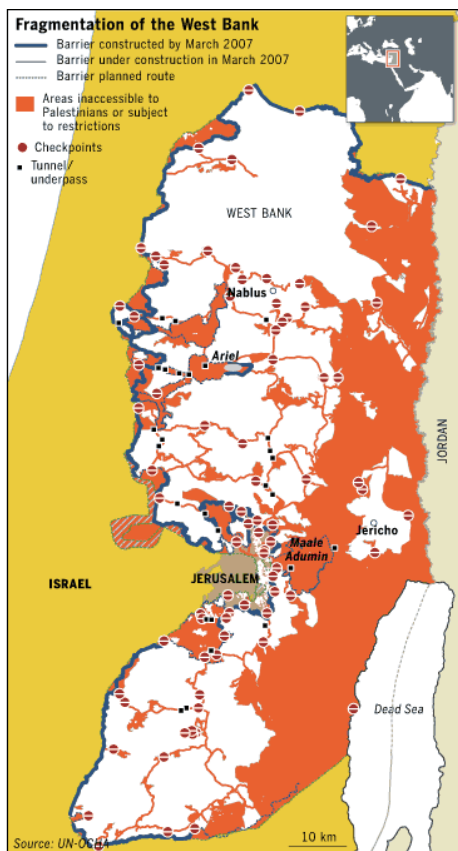 Fragmentation of the West Bank
Barrier constructed by March 2007
Barrier under construction in March 2007
Barrier planned route
Areas inaccessible to
Palestinians or subject
to restrictions
Checkpoints
Tunnel/
underpass
WEST BANK
Nablus
Ariel
JORDAN
Jericho
Maale
Adumin
ISRAEL
JERUSALEM
Dead Sea
Source: UN-OCHA
10 km